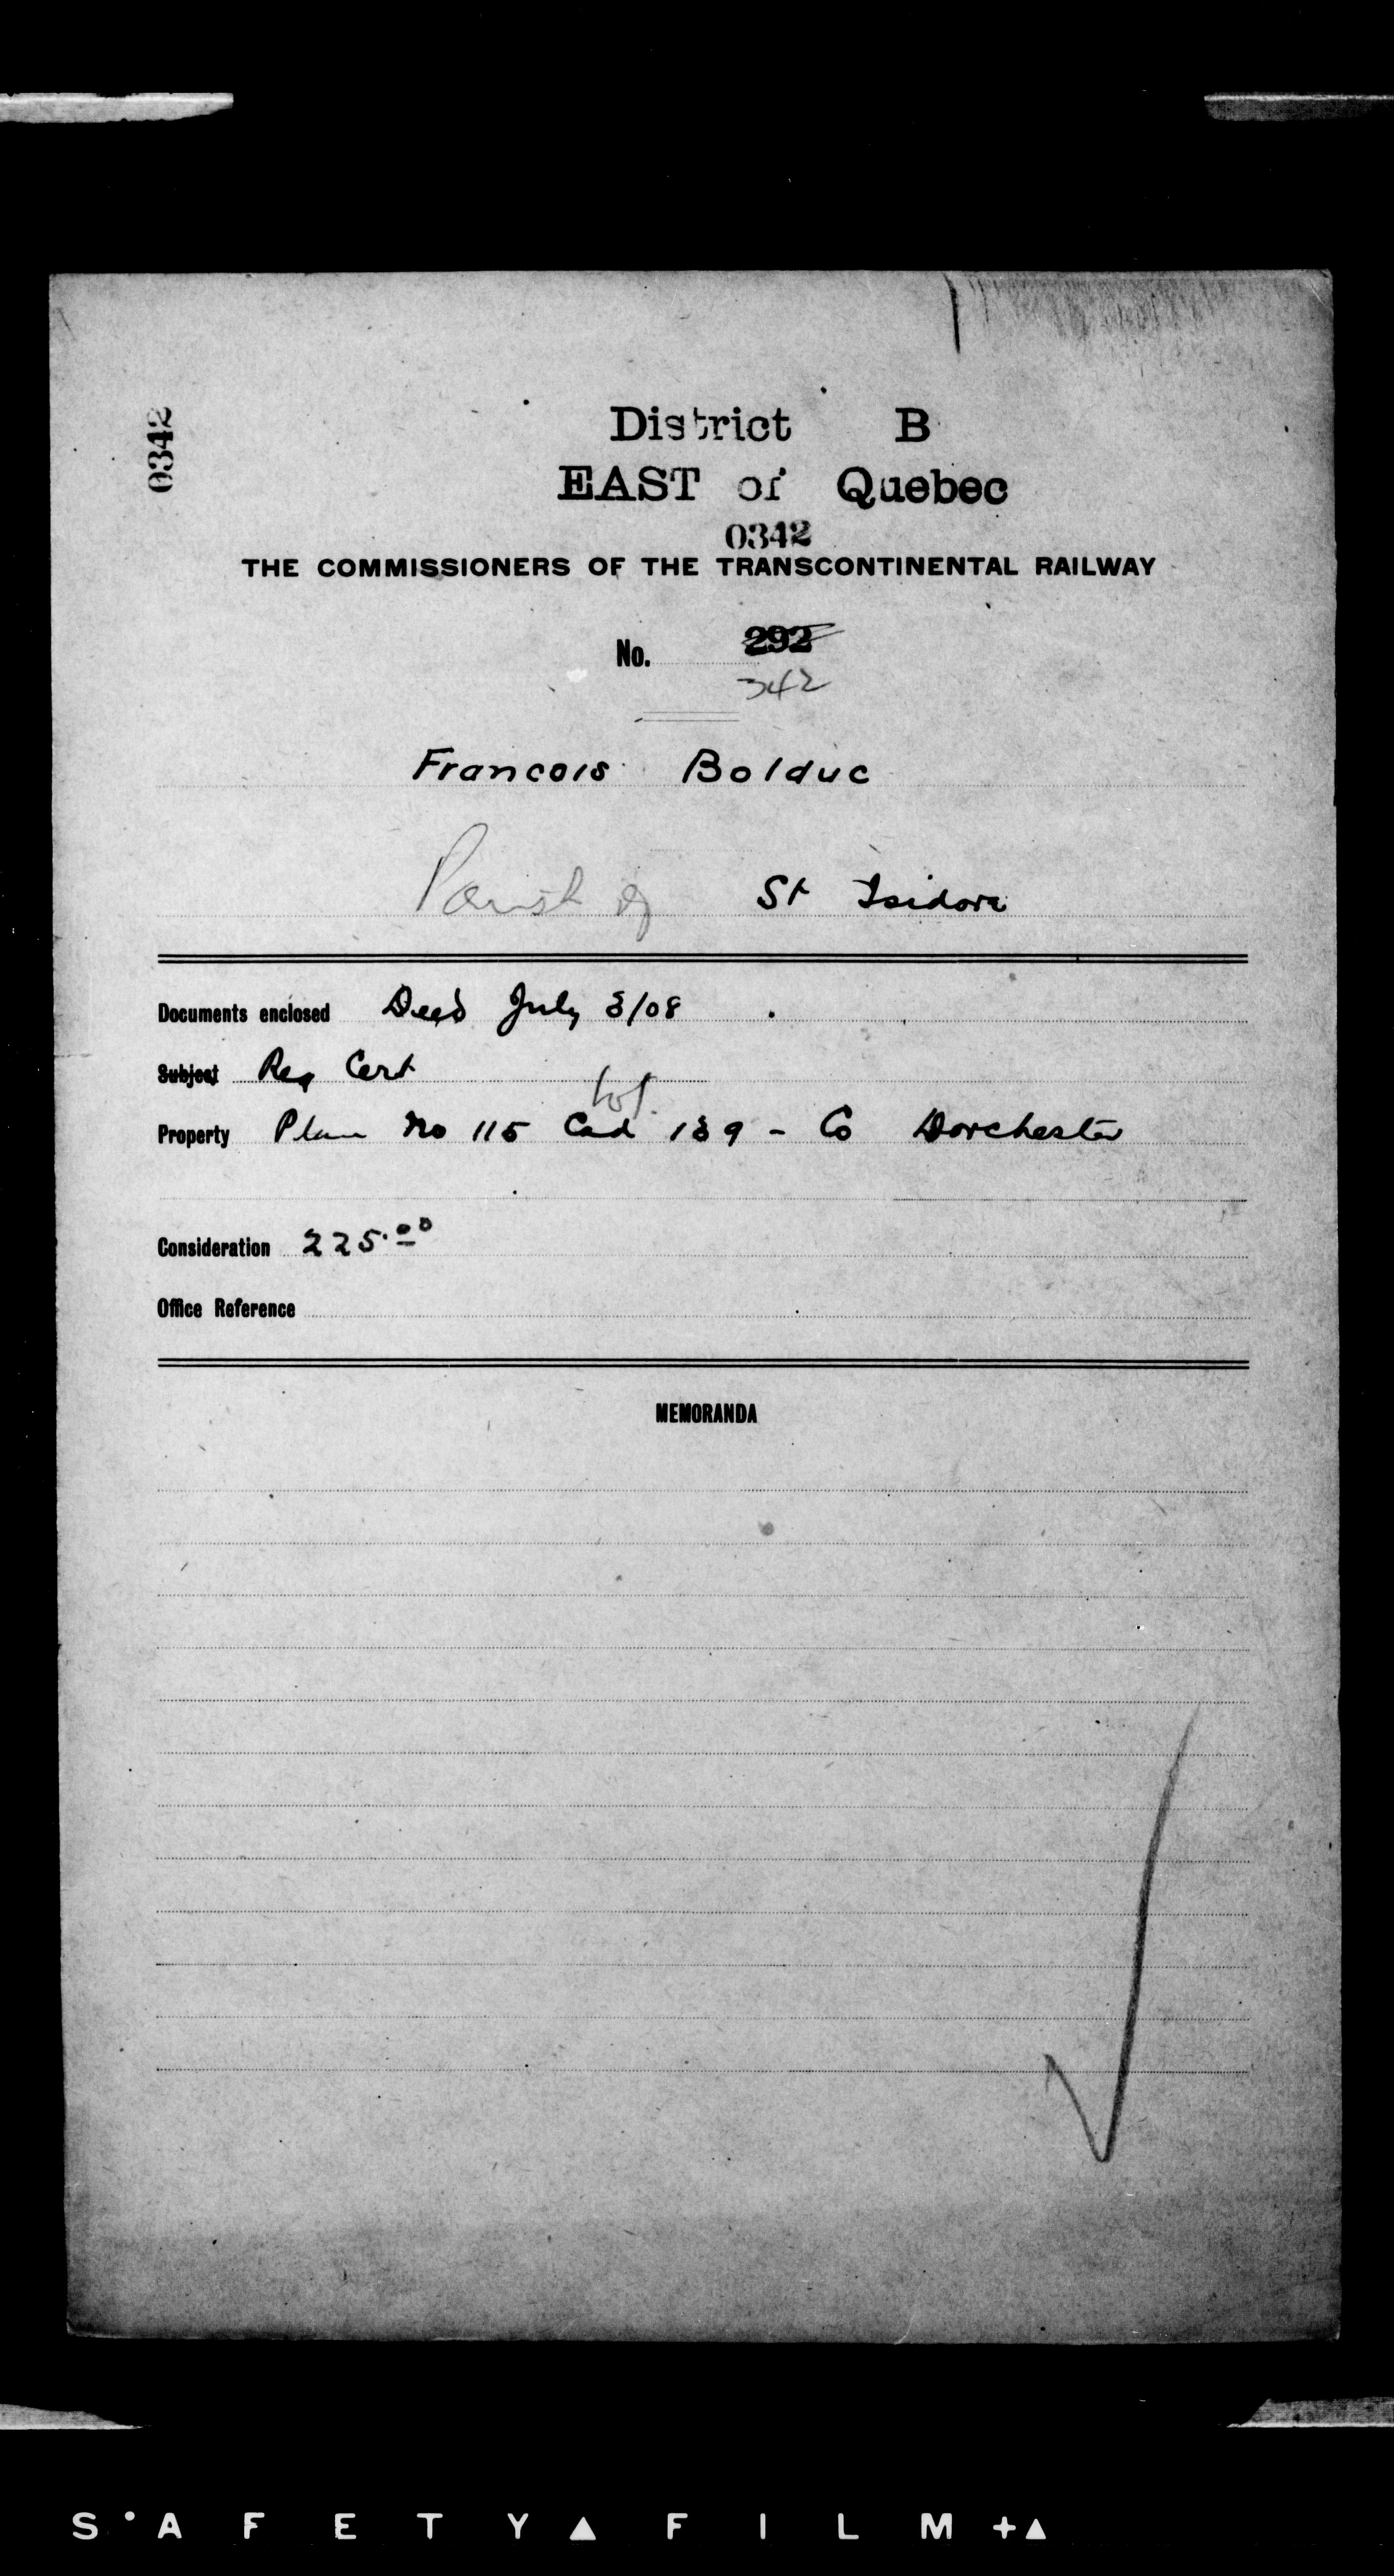 0342
District B
EAST of Quebec
0342
THE COMMISSIONERS OF THE TRANSCONTINENTAL RAILWAY
No. 292
342
Francois Bolduc
Parish of St Isidore
Documents enclosed Deed July 3/08
Subject Reg Cert
lot
Property Plan No 115 Cad 139 - Co Dorchester
Consideration 225.00
Office Reference
MEMORANDA
SAFETY▲FILM+▲